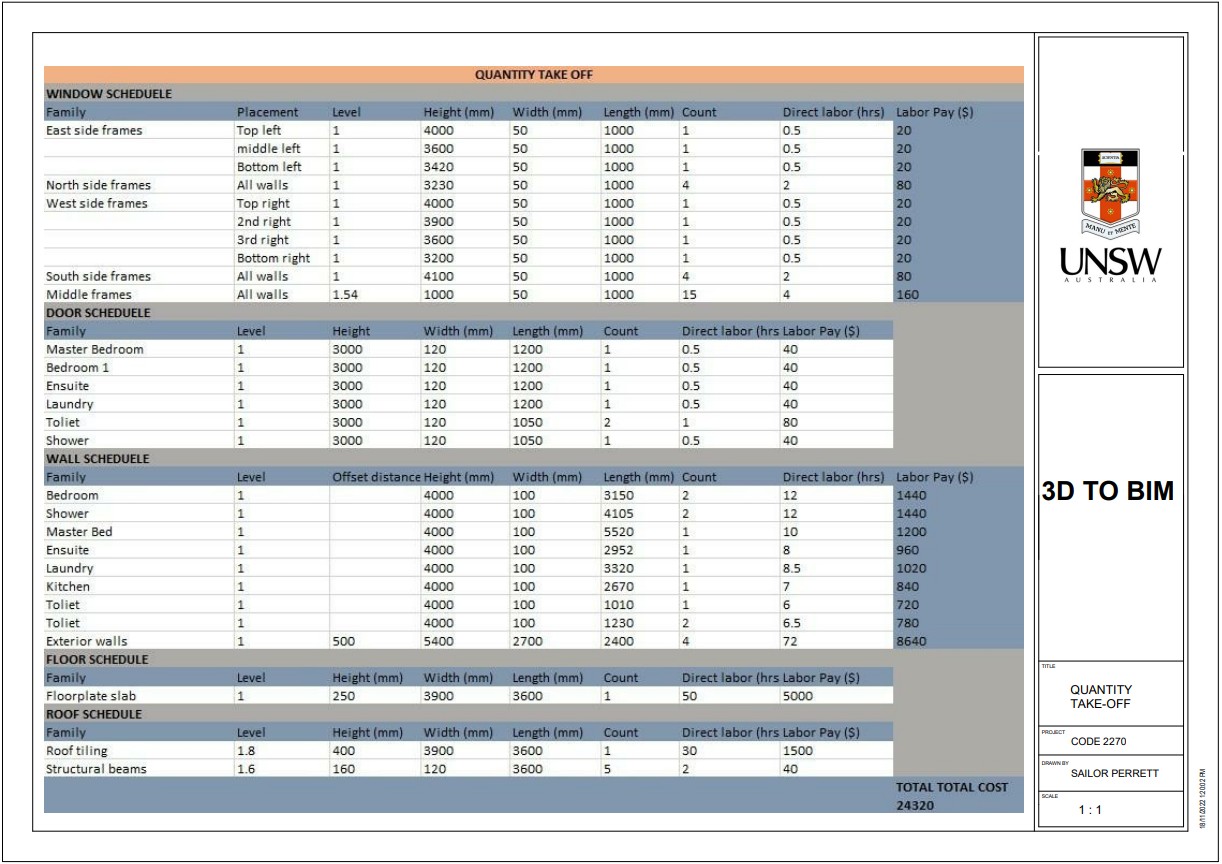 QUANTITY TAKE OFF
WINDOW SCHEDUELE
Family Placement Level Height (mm) Width (mm) Length (mm) Count Direct labor (hrs) Labor Pay ($)
East side frames Top left 1 4000 50 1000 1 0.5 20
middle left 1 3600 50 1000 1 0.5 20
Bottom left 1 3420 50 1000 1 0.5 20
North side frames All walls 1 3230 50 1000 4 2 80
West side frames Top right 1 4000 50 1000 1 0.5 20
2nd right 1 3900 50 1000 1 0.5 20
3rd right 1 3600 50 1000 1 0.5 20
Bottom right 1 3200 50 1000 1 0.5 20
South side frames All walls 1 4100 50 1000 4 2 80
Middle frames All walls 1.54 1000 50 1000 15 4 160
DOOR SCHEDUELE
Family Level Height Width (mm) Length (mm) Count Direct labor (hrs Labor Pay ($)
Master Bedroom 1 3000 120 1200 1 0.5 40
Bedroom 1 1 3000 120 1200 1 0.5 40
Ensuite 1 3000 120 1200 1 0.5 40
Laundry 1 3000 120 1200 1 0.5 40
Toliet 1 3000 120 1050 2 1 80
Shower 1 3000 120 1050 1 0.5 40
WALL SCHEDUELE
Family Level Offset distance Height (mm) Width (mm) Length (mm) Count Direct labor (hrs) Labor Pay ($)
Bedroom 1 4000 100 3150 2 12 1440
Shower 1 4000 100 4105 2 12 1440
Master Bed 1 4000 100 5520 1 10 1200
Ensuite 1 4000 100 2952 1 8 960
Laundry 1 4000 100 3320 1 8.5 1020
Kitchen 1 4000 100 2670 1 7 840
Toliet 1 4000 100 1010 1 6 720
Toliet 1 4000 100 1230 2 6.5 780
Exterior walls 1 500 5400 2700 2400 4 72 8640
FLOOR SCHEDULE
Family Level Height (mm) Width (mm) Length (mm) Count Direct labor (hrs Labor Pay ($)
Floorplate slab 1 250 3900 3600 1 50 5000
ROOF SCHEDULE
Family Level Height (mm) Width (mm) Length (mm) Count Direct labor (hrs Labor Pay ($)
Roof tiling 1.8 400 3900 3600 1 30 1500
Structural beams 1.6 160 120 3600 5 2 40
TOTAL TOTAL COST
24320
SCIENTIA
MANU ET MENTE
UNSW
AUSTRALIA
3D TO BIM
TITLE
QUANTITY
TAKE-OFF
PROJECT
CODE 2270
DRAWN BY
SAILOR PERRETT
SCALE
1 : 1
18/11/2022 1:20:02 PM